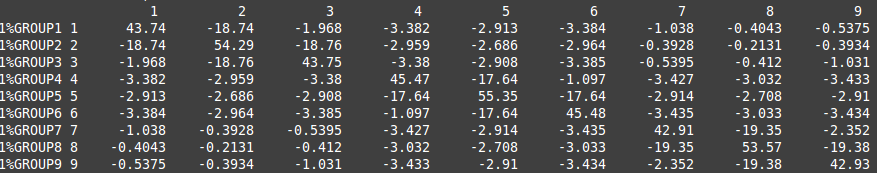 1 2 3 4 5 6 7 8 9
1%GROUP1 1 43.74 -18.74 -1.968 -3.382 -2.913 -3.384 -1.038 -0.4043 -0.5375
1%GROUP2 2 -18.74 54.29 -18.76 -2.959 -2.686 -2.964 -0.3928 -0.2131 -0.3934
1%GROUP3 3 -1.968 -18.76 43.75 -3.38 -2.908 -3.385 -0.5395 -0.412 -1.031
1%GROUP4 4 -3.382 -2.959 -3.38 45.47 -17.64 -1.097 -3.427 -3.032 -3.433
1%GROUP5 5 -2.913 -2.686 -2.908 -17.64 55.35 -17.64 -2.914 -2.708 -2.91
1%GROUP6 6 -3.384 -2.964 -3.385 -1.097 -17.64 45.48 -3.435 -3.033 -3.434
1%GROUP7 7 -1.038 -0.3928 -0.5395 -3.427 -2.914 -3.435 42.91 -19.35 -2.352
1%GROUP8 8 -0.4043 -0.2131 -0.412 -3.032 -2.708 -3.033 -19.35 53.57 -19.38
1%GROUP9 9 -0.5375 -0.3934 -1.031 -3.433 -2.91 -3.434 -2.352 -19.38 42.93